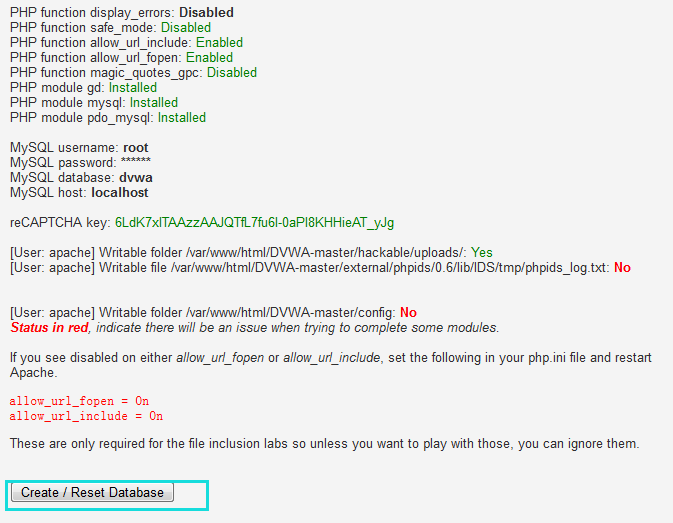 PHP function display_errors: Disabled
PHP function safe_mode: Disabled
PHP function allow_url_include: Enabled
PHP function allow_url_fopen: Enabled
PHP function magic_quotes_gpc: Disabled
PHP module gd: Installed
PHP module mysql: Installed
PHP module pdo_mysql: Installed
MySQL username: root
MySQL password: ******
MySQL database: dvwa
MySQL host: localhost
reCAPTCHA key: 6LdK7xITAAzzAAJQTfL7fu6I-0aPl8KHHieAT_yJg
[User: apache] Writable folder /var/www/html/DVWA-master/hackable/uploads/: Yes
[User: apache] Writable file /var/www/html/DVWA-master/external/phpids/0.6/lib/IDS/tmp/phpids_log.txt: No
[User: apache] Writable folder /var/www/html/DVWA-master/config: No
Status in red, indicate there will be an issue when trying to complete some modules.
If you see disabled on either allow_url_fopen or allow_url_include, set the following in your php.ini file and restart
Apache.
allow_url_fopen = On
allow_url_include = On
These are only required for the file inclusion labs so unless you want to play with those, you can ignore them.
Create / Reset Database